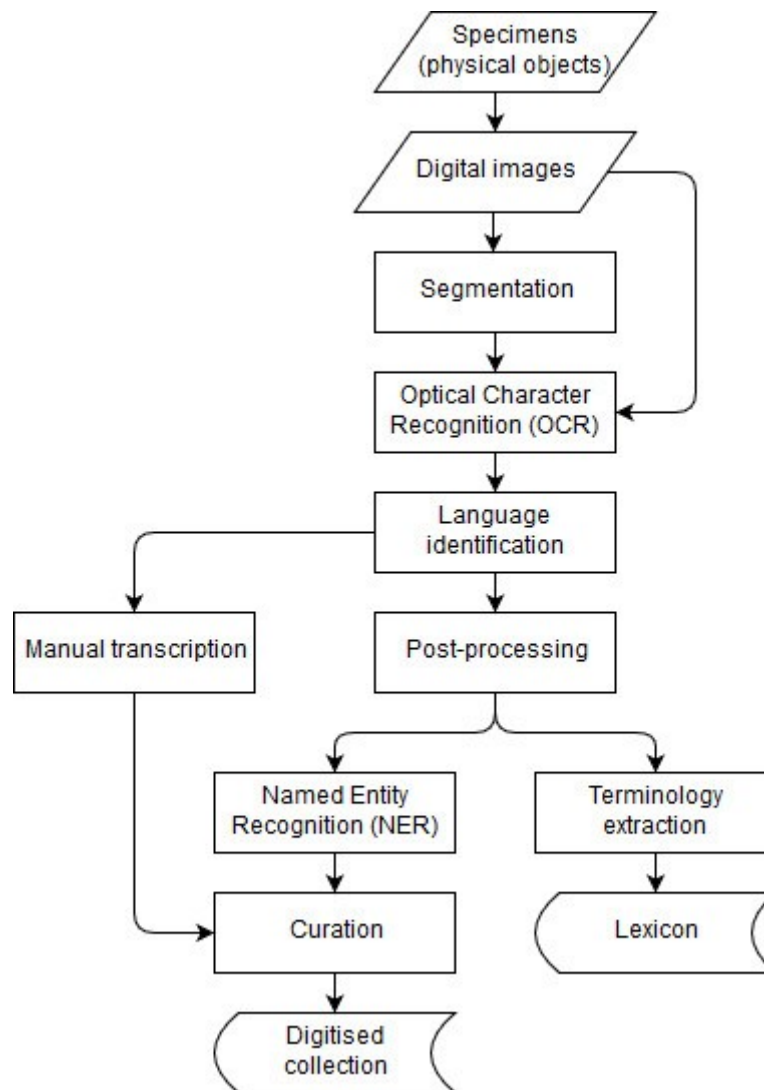 Specimens
(physical objects)
Digital images
Segmentation
Optical Character
Recognition (OCR)
Language
identification
Manual transcription
Post-processing
Named Entity
Recognition (NER)
Terminology
extraction
Curation
Lexicon
Digitised
collection